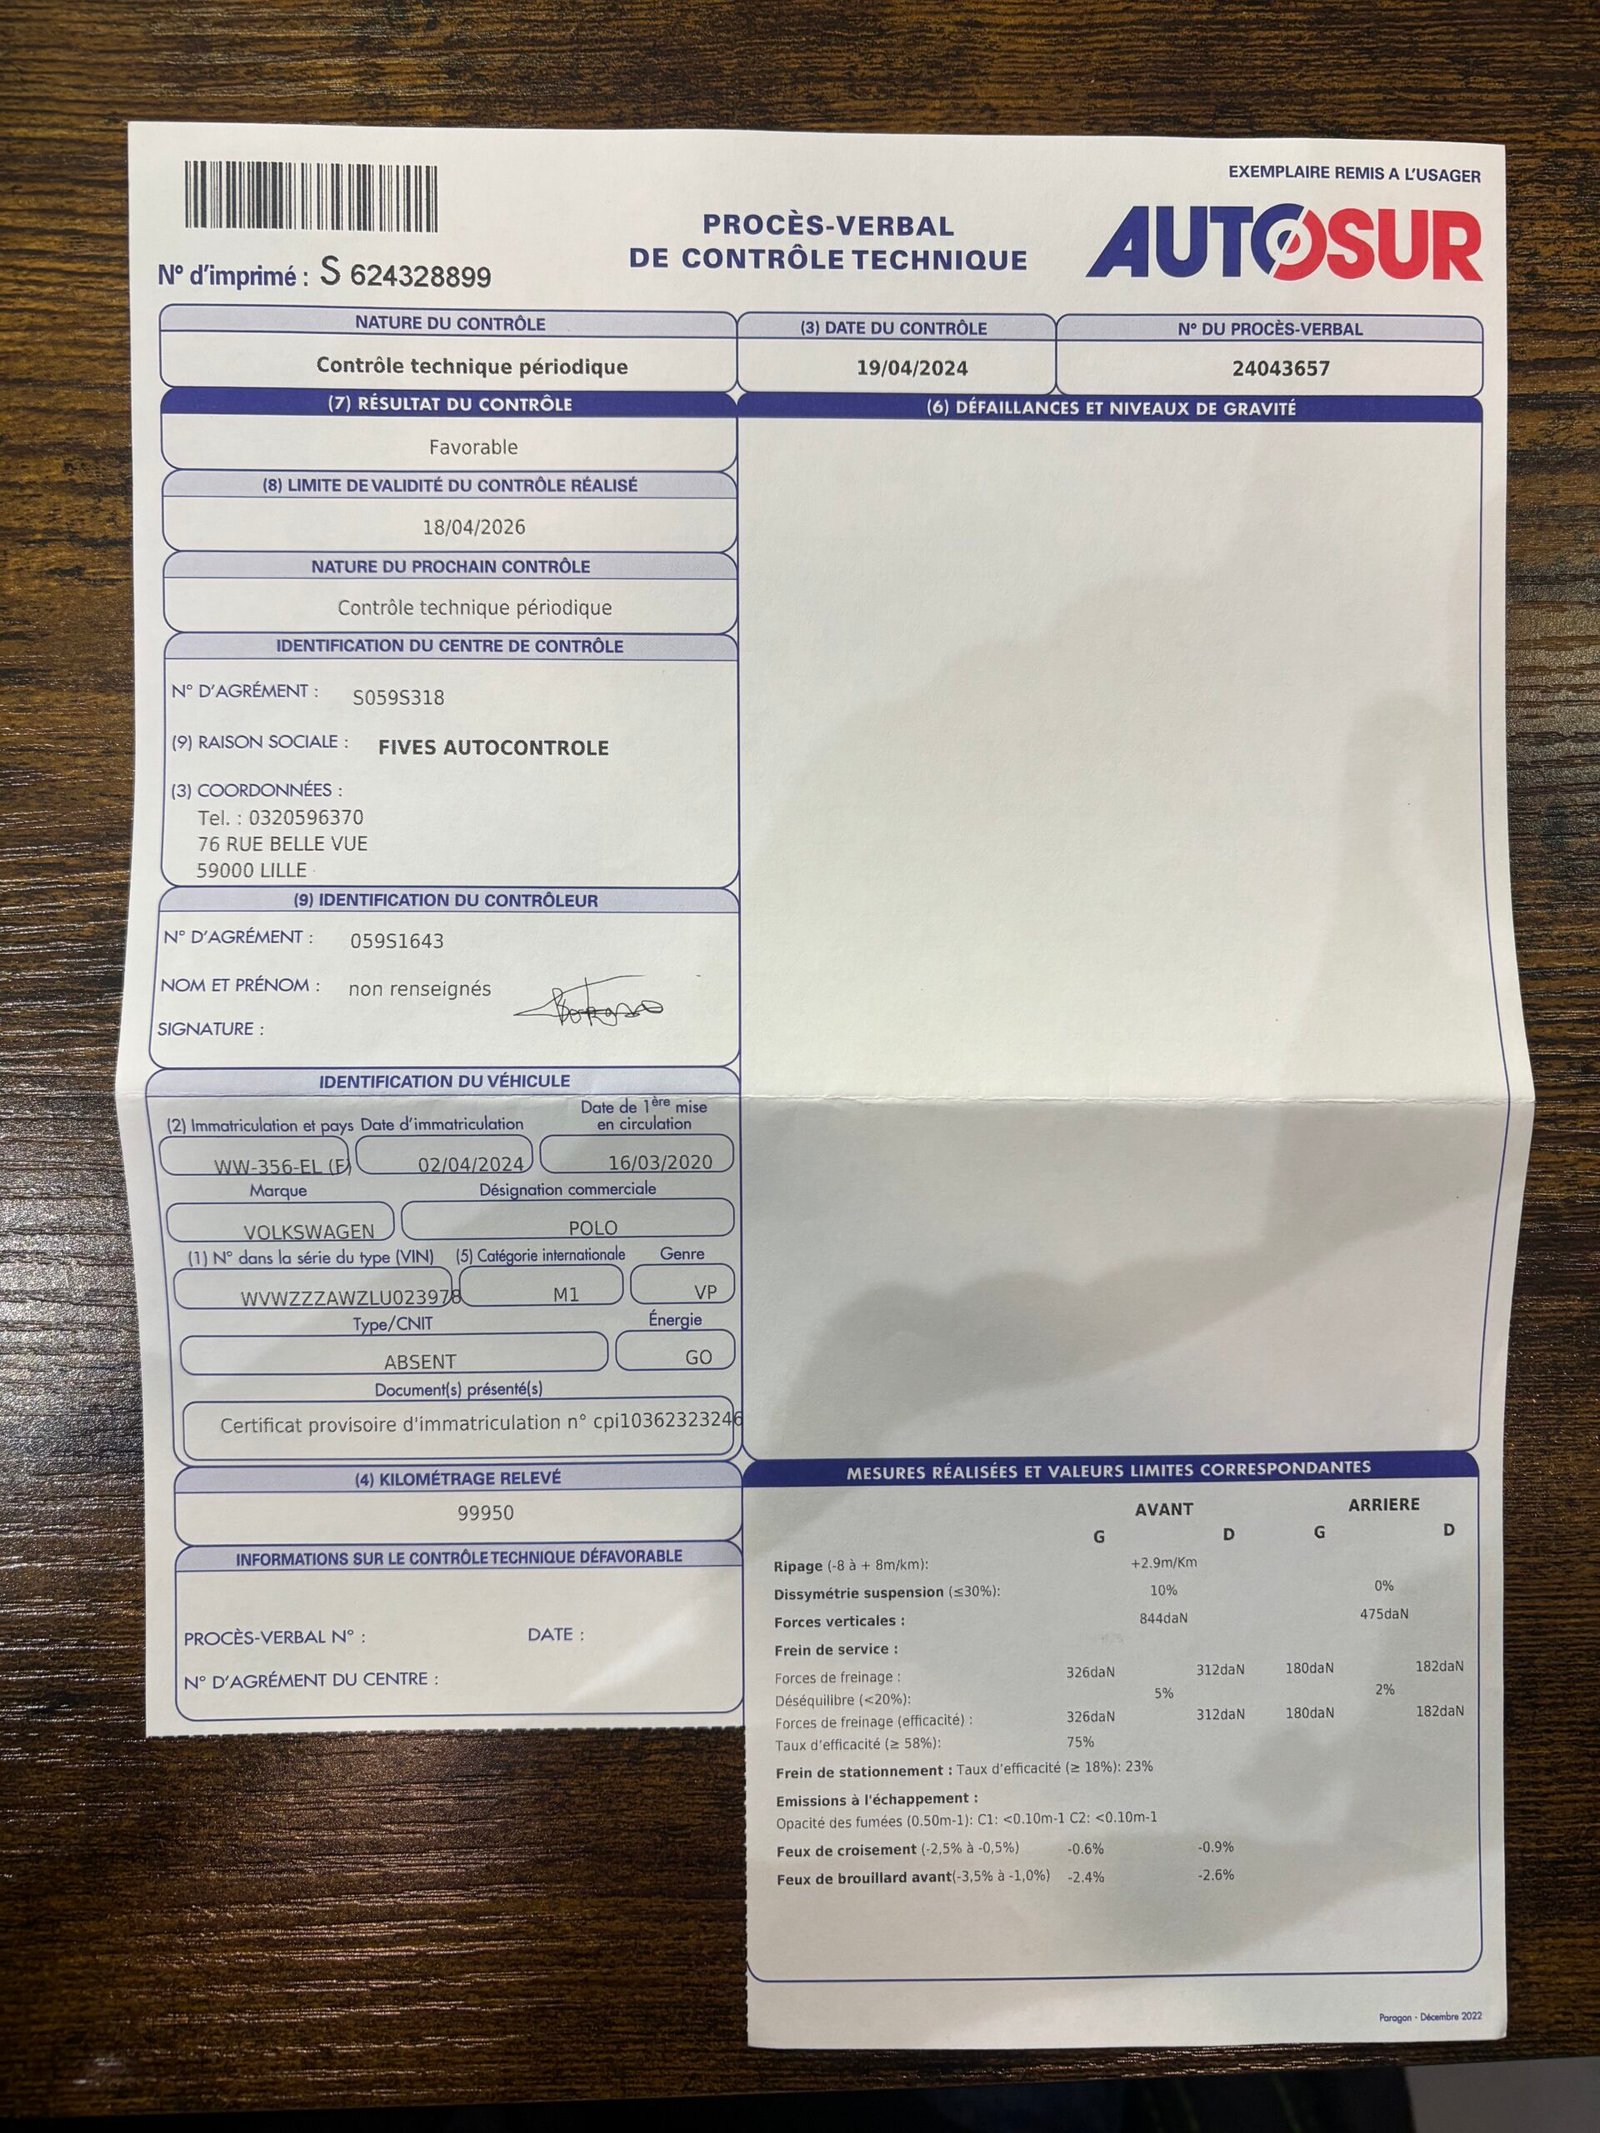 EXEMPLAIRE REMIS A L'USAGER
N° d'imprimé : S 624328899
PROCÈS-VERBAL
DE CONTRÔLE TECHNIQUE
AUTOSUR
NATURE DU CONTRÔLE
Contrôle technique périodique
(3) DATE DU CONTRÔLE
19/04/2024
N° DU PROCÈS-VERBAL
24043657
(7) RÉSULTAT DU CONTRÔLE
Favorable
(8) LIMITE DE VALIDITÉ DU CONTRÔLE RÉALISÉ
18/04/2026
NATURE DU PROCHAIN CONTRÔLE
Contrôle technique périodique
IDENTIFICATION DU CENTRE DE CONTRÔLE
N° D'AGRÉMENT : S059S318
(9) RAISON SOCIALE : FIVES AUTOCONTROLE
(3) COORDONNÉES :
Tel. : 0320596370
76 RUE BELLE VUE
59000 LILLE
(9) IDENTIFICATION DU CONTRÔLEUR
N° D'AGRÉMENT : 059S1643
NOM ET PRÉNOM : non renseignés
SIGNATURE :
IDENTIFICATION DU VÉHICULE
(2) Immatriculation et pays
WW-356-EL (F)
Date d'immatriculation
02/04/2024
Date de 1ère mise
en circulation
16/03/2020
Marque
VOLKSWAGEN
Désignation commerciale
POLO
(1) N° dans la série du type (VIN)
WVWZZZAWZLU023978
(5) Catégorie internationale
M1
Genre
VP
Type/CNIT
ABSENT
Énergie
GO
Document(s) présenté(s)
Certificat provisoire d'immatriculation n° cpi10362323246
(4) KILOMÉTRAGE RELEVÉ
99950
INFORMATIONS SUR LE CONTRÔLE TECHNIQUE DÉFAVORABLE
PROCÈS-VERBAL N° : DATE :
N° D'AGRÉMENT DU CENTRE :
(6) DÉFAILLANCES ET NIVEAUX DE GRAVITÉ
MESURES RÉALISÉES ET VALEURS LIMITES CORRESPONDANTES
AVANT ARRIERE
G D G D
Ripage (-8 à + 8m/km): +2.9m/Km
Dissymétrie suspension (≤30%): 10% 0%
Forces verticales : 844daN 475daN
Frein de service :
Forces de freinage : 326daN 312daN 180daN 182daN
Déséquilibre (<20%): 5% 2%
Forces de freinage (efficacité) : 326daN 312daN 180daN 182daN
Taux d'efficacité (≥ 58%): 75%
Frein de stationnement : Taux d'efficacité (≥ 18%): 23%
Emissions à l'échappement :
Opacité des fumées (0.50m-1): C1: <0.10m-1 C2: <0.10m-1
Feux de croisement (-2,5% à -0,5%) -0.6% -0.9%
Feux de brouillard avant(-3,5% à -1,0%) -2.4% -2.6%
Paragon - Décembre 2022